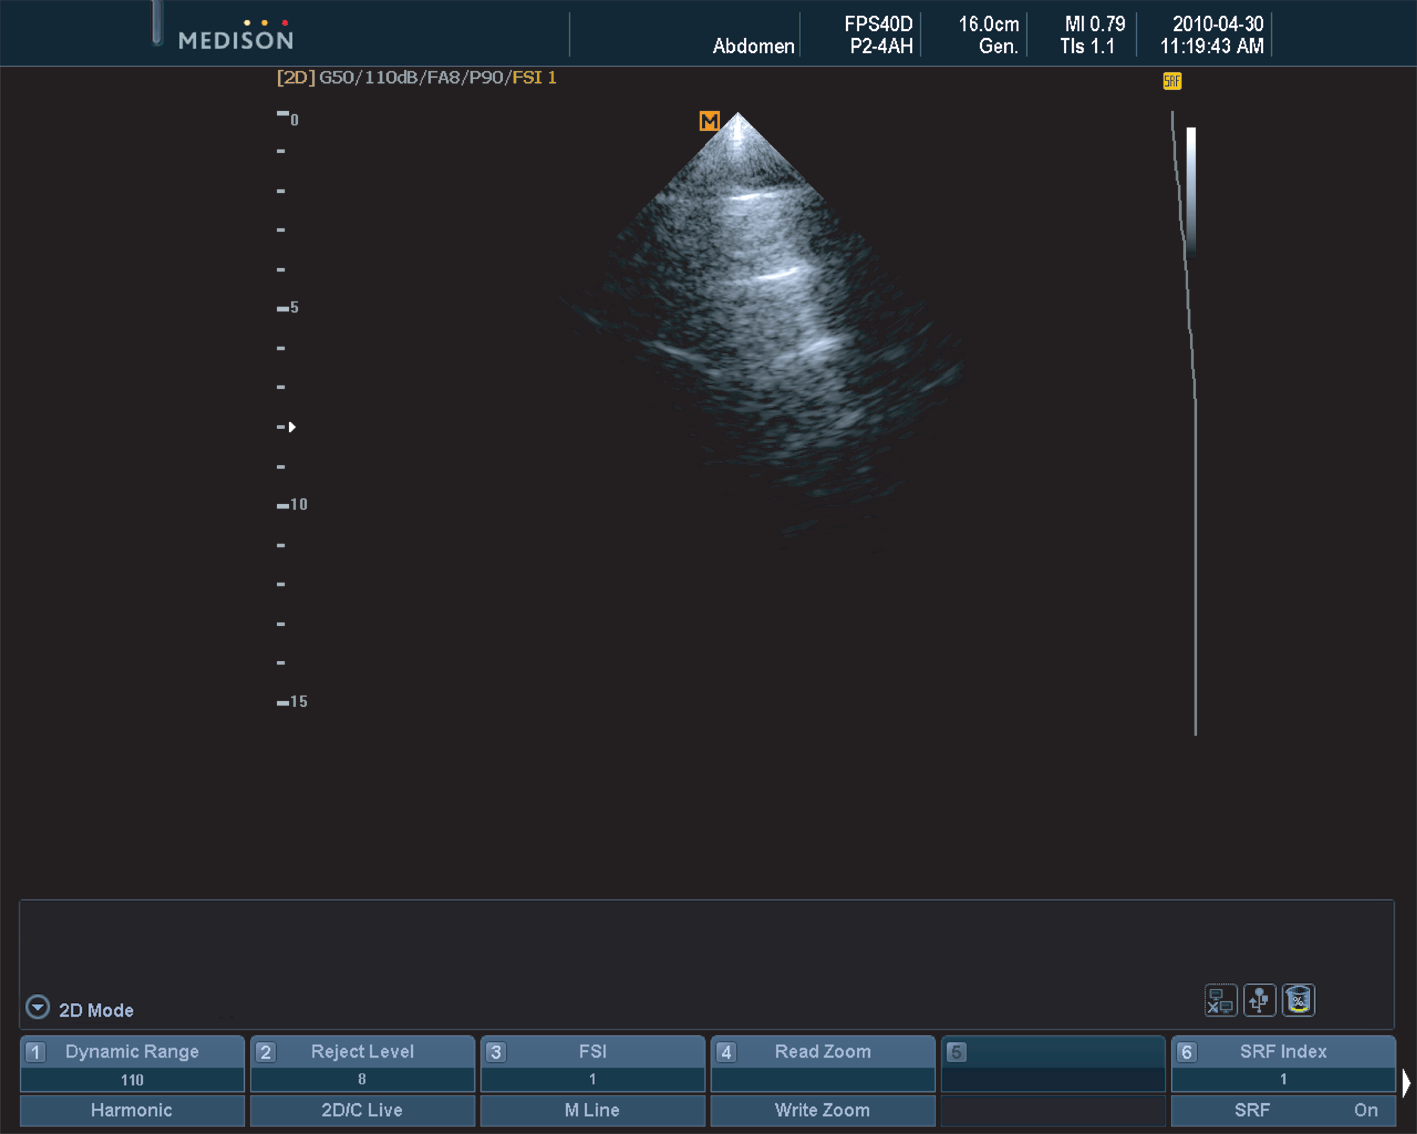 MEDISON
Abdomen
FPS40D
P2-4AH
16.0cm
Gen.
MI 0.79
TIs 1.1
2010-04-30
11:19:43 AM
[2D] G50/110dB/FA8/P90/FSI 1
SRF
M
0
5
10
15
2D Mode
1 Dynamic Range
110
Harmonic
2 Reject Level
8
2D/C Live
3 FSI
1
M Line
4 Read Zoom
Write Zoom
5
6 SRF Index
1
SRF On